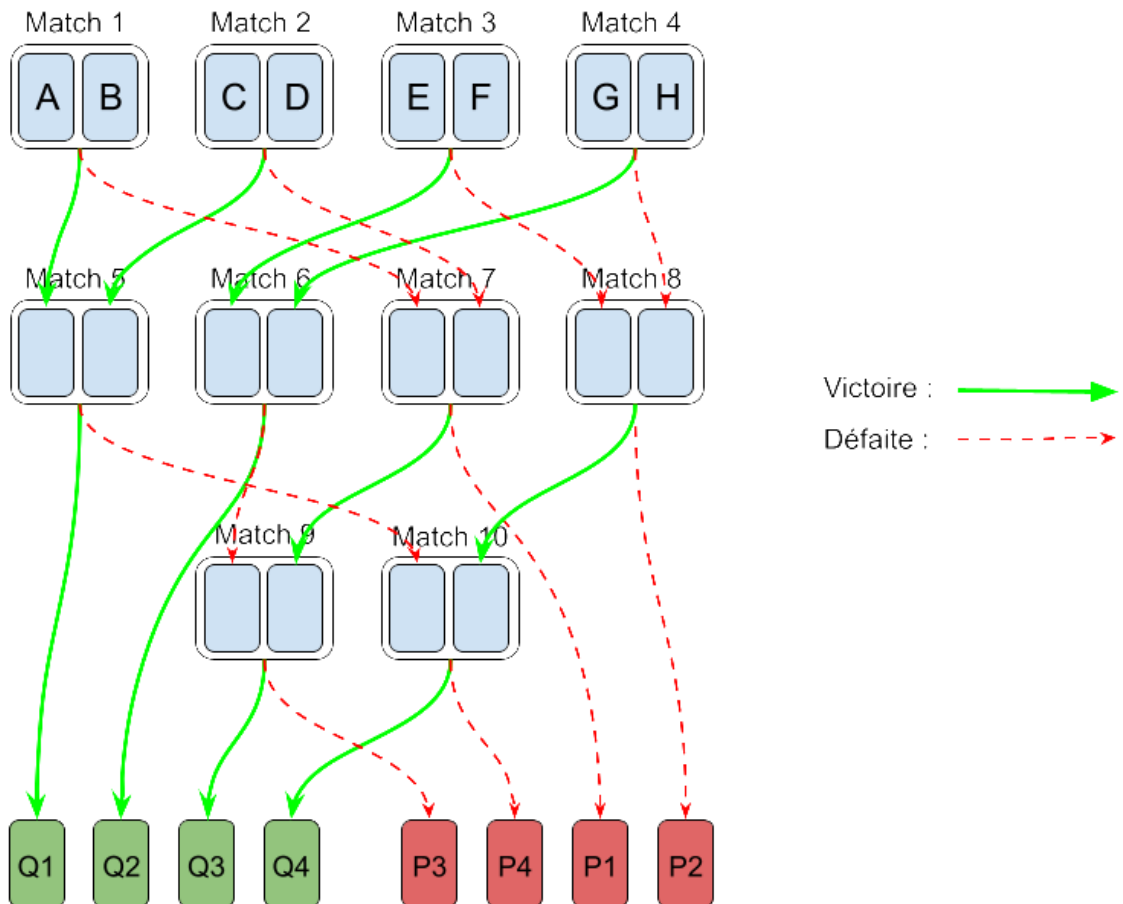 Match 1 Match 2 Match 3 Match 4
A B C D E F G H
Match 5 Match 6 Match 7 Match 8
Victoire :
Défaite :
Match 9 Match 10
Q1 Q2 Q3 Q4 P3 P4 P1 P2